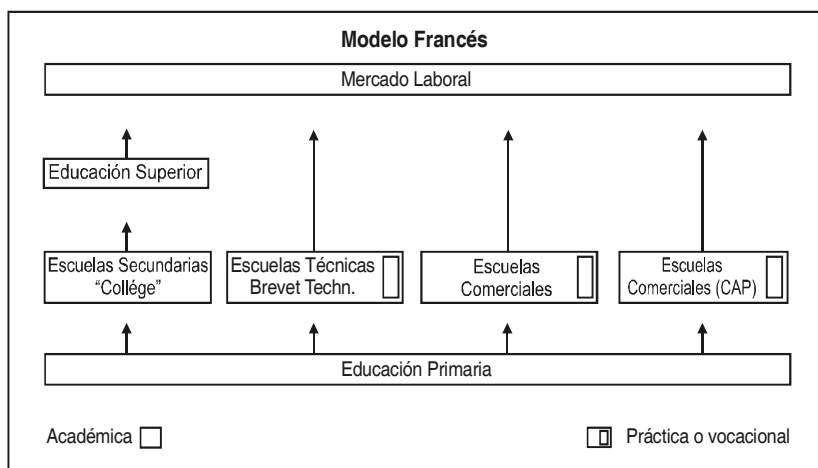 Modelo Francés
Mercado Laboral
Educación Superior
Escuelas Secundarias
“Collége”
Escuelas Técnicas
Brevet Techn.
Escuelas
Comerciales
Escuelas
Comerciales (CAP)
Educación Primaria
Académica
Práctica o vocacional